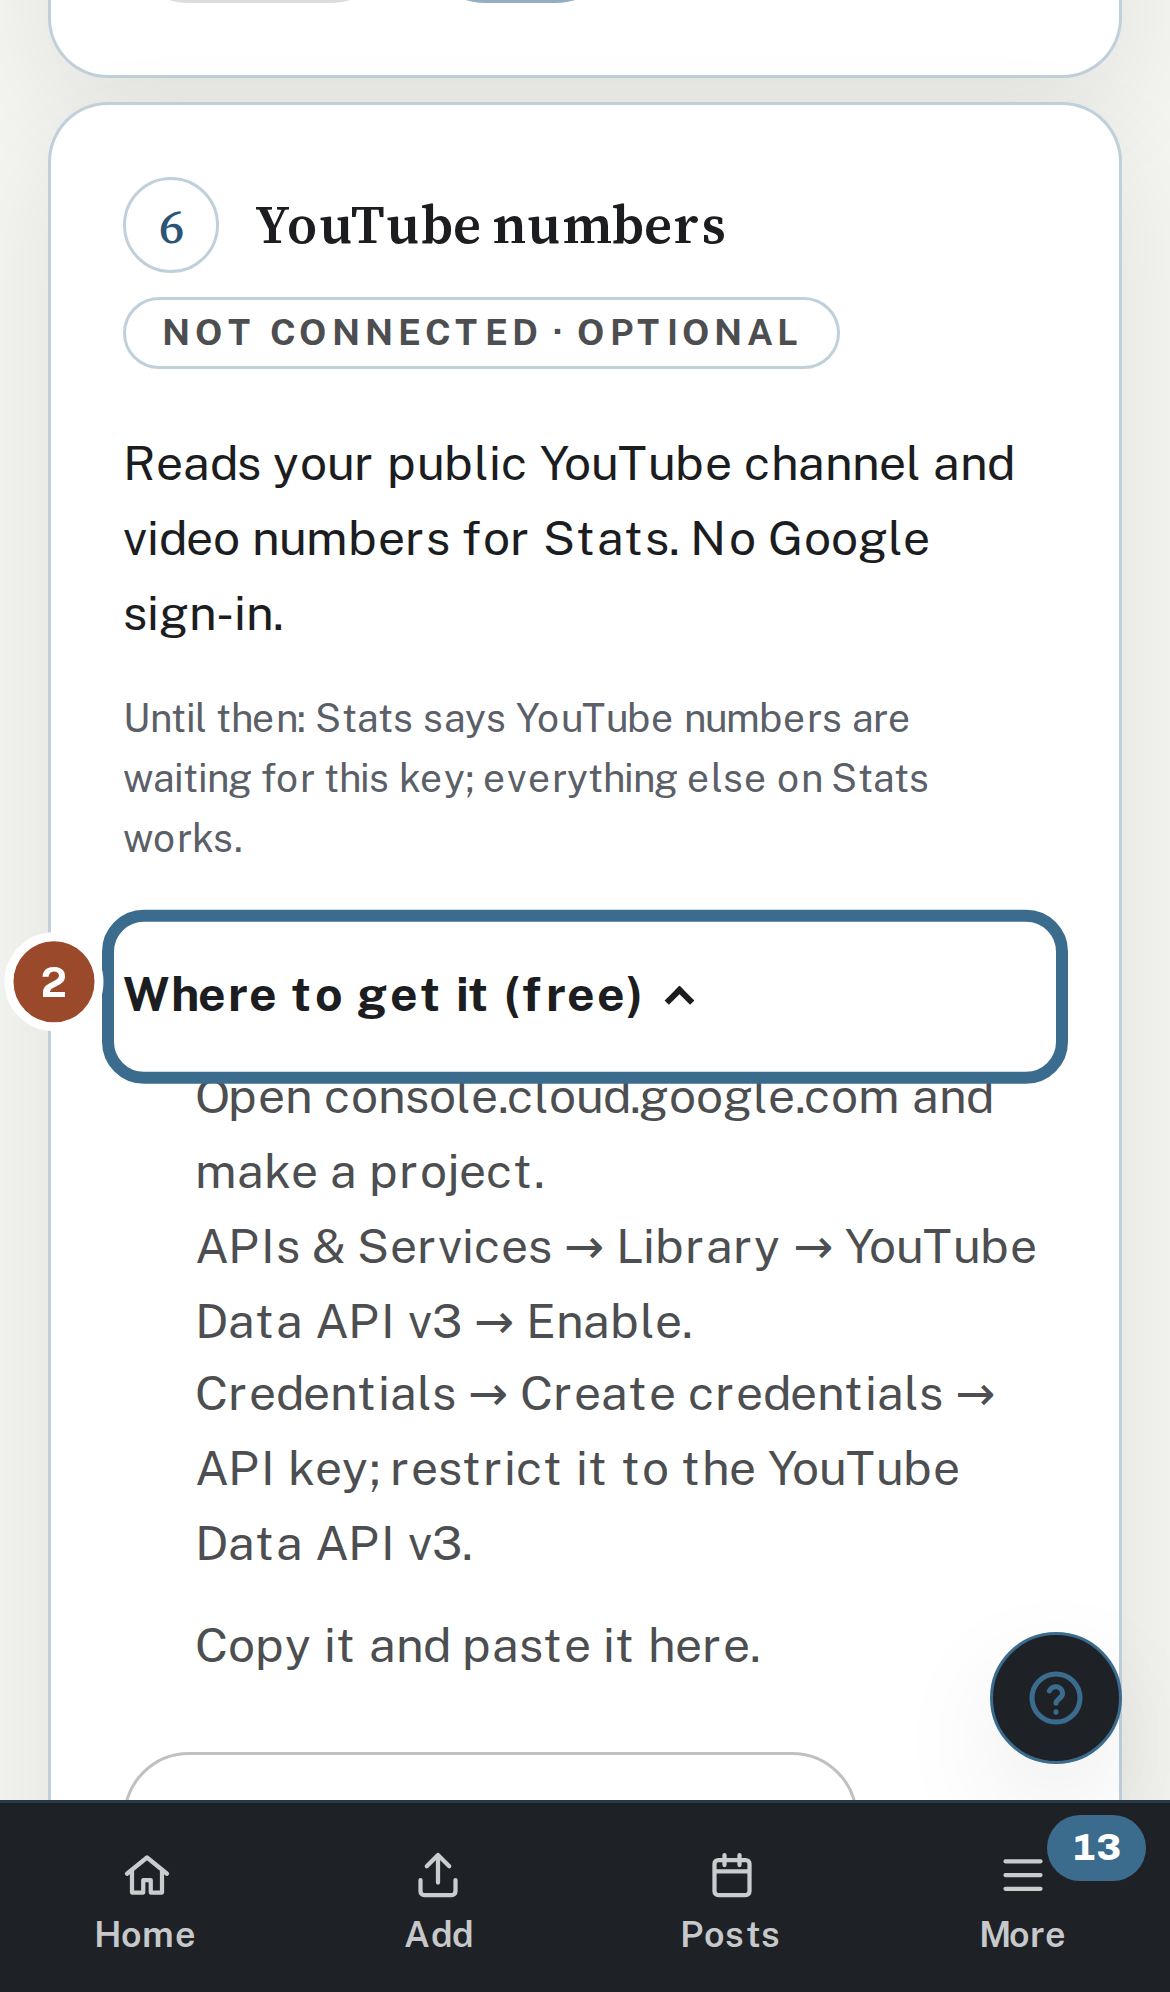 6
YouTube numbers
NOT CONNECTED · OPTIONAL
Reads your public YouTube channel and
video numbers for Stats. No Google
sign-in.
Until then: Stats says YouTube numbers are
waiting for this key; everything else on Stats
works.
2
Where to get it (free)
Open console.cloud.google.com and
make a project.
APIs & Services → Library → YouTube
Data API v3 → Enable.
Credentials → Create credentials →
API key; restrict it to the YouTube
Data API v3.
Copy it and paste it here.
13
Home
Add
Posts
More